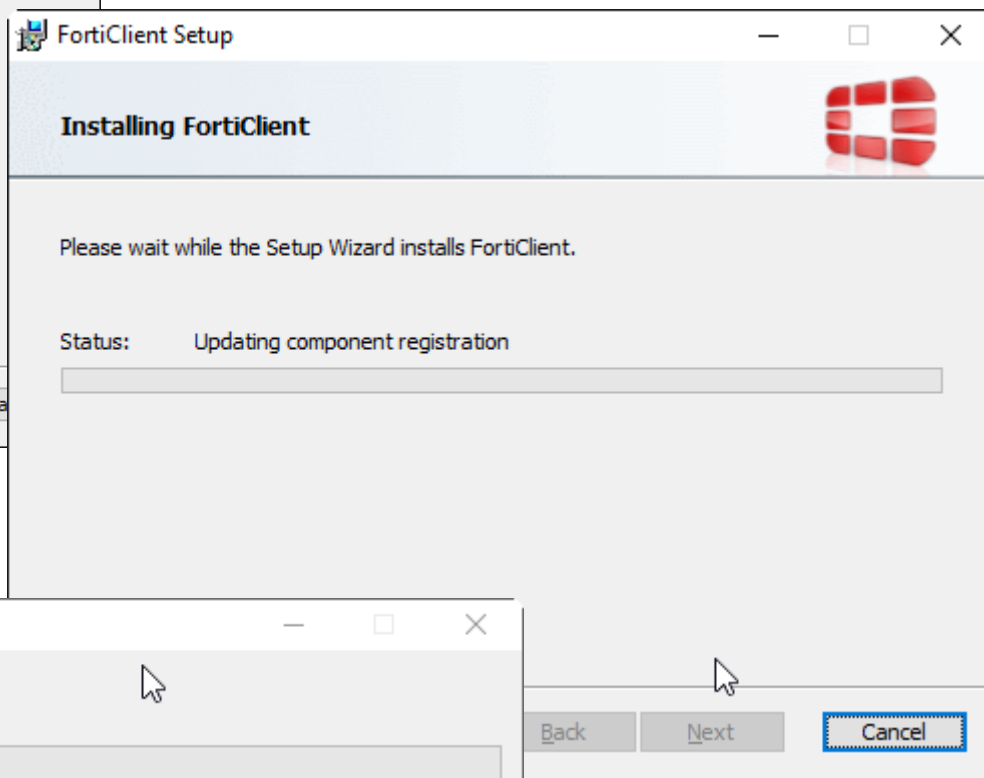 FortiClient Setup
Installing FortiClient
Please wait while the Setup Wizard installs FortiClient.
Status: Updating component registration
Back Next Cancel